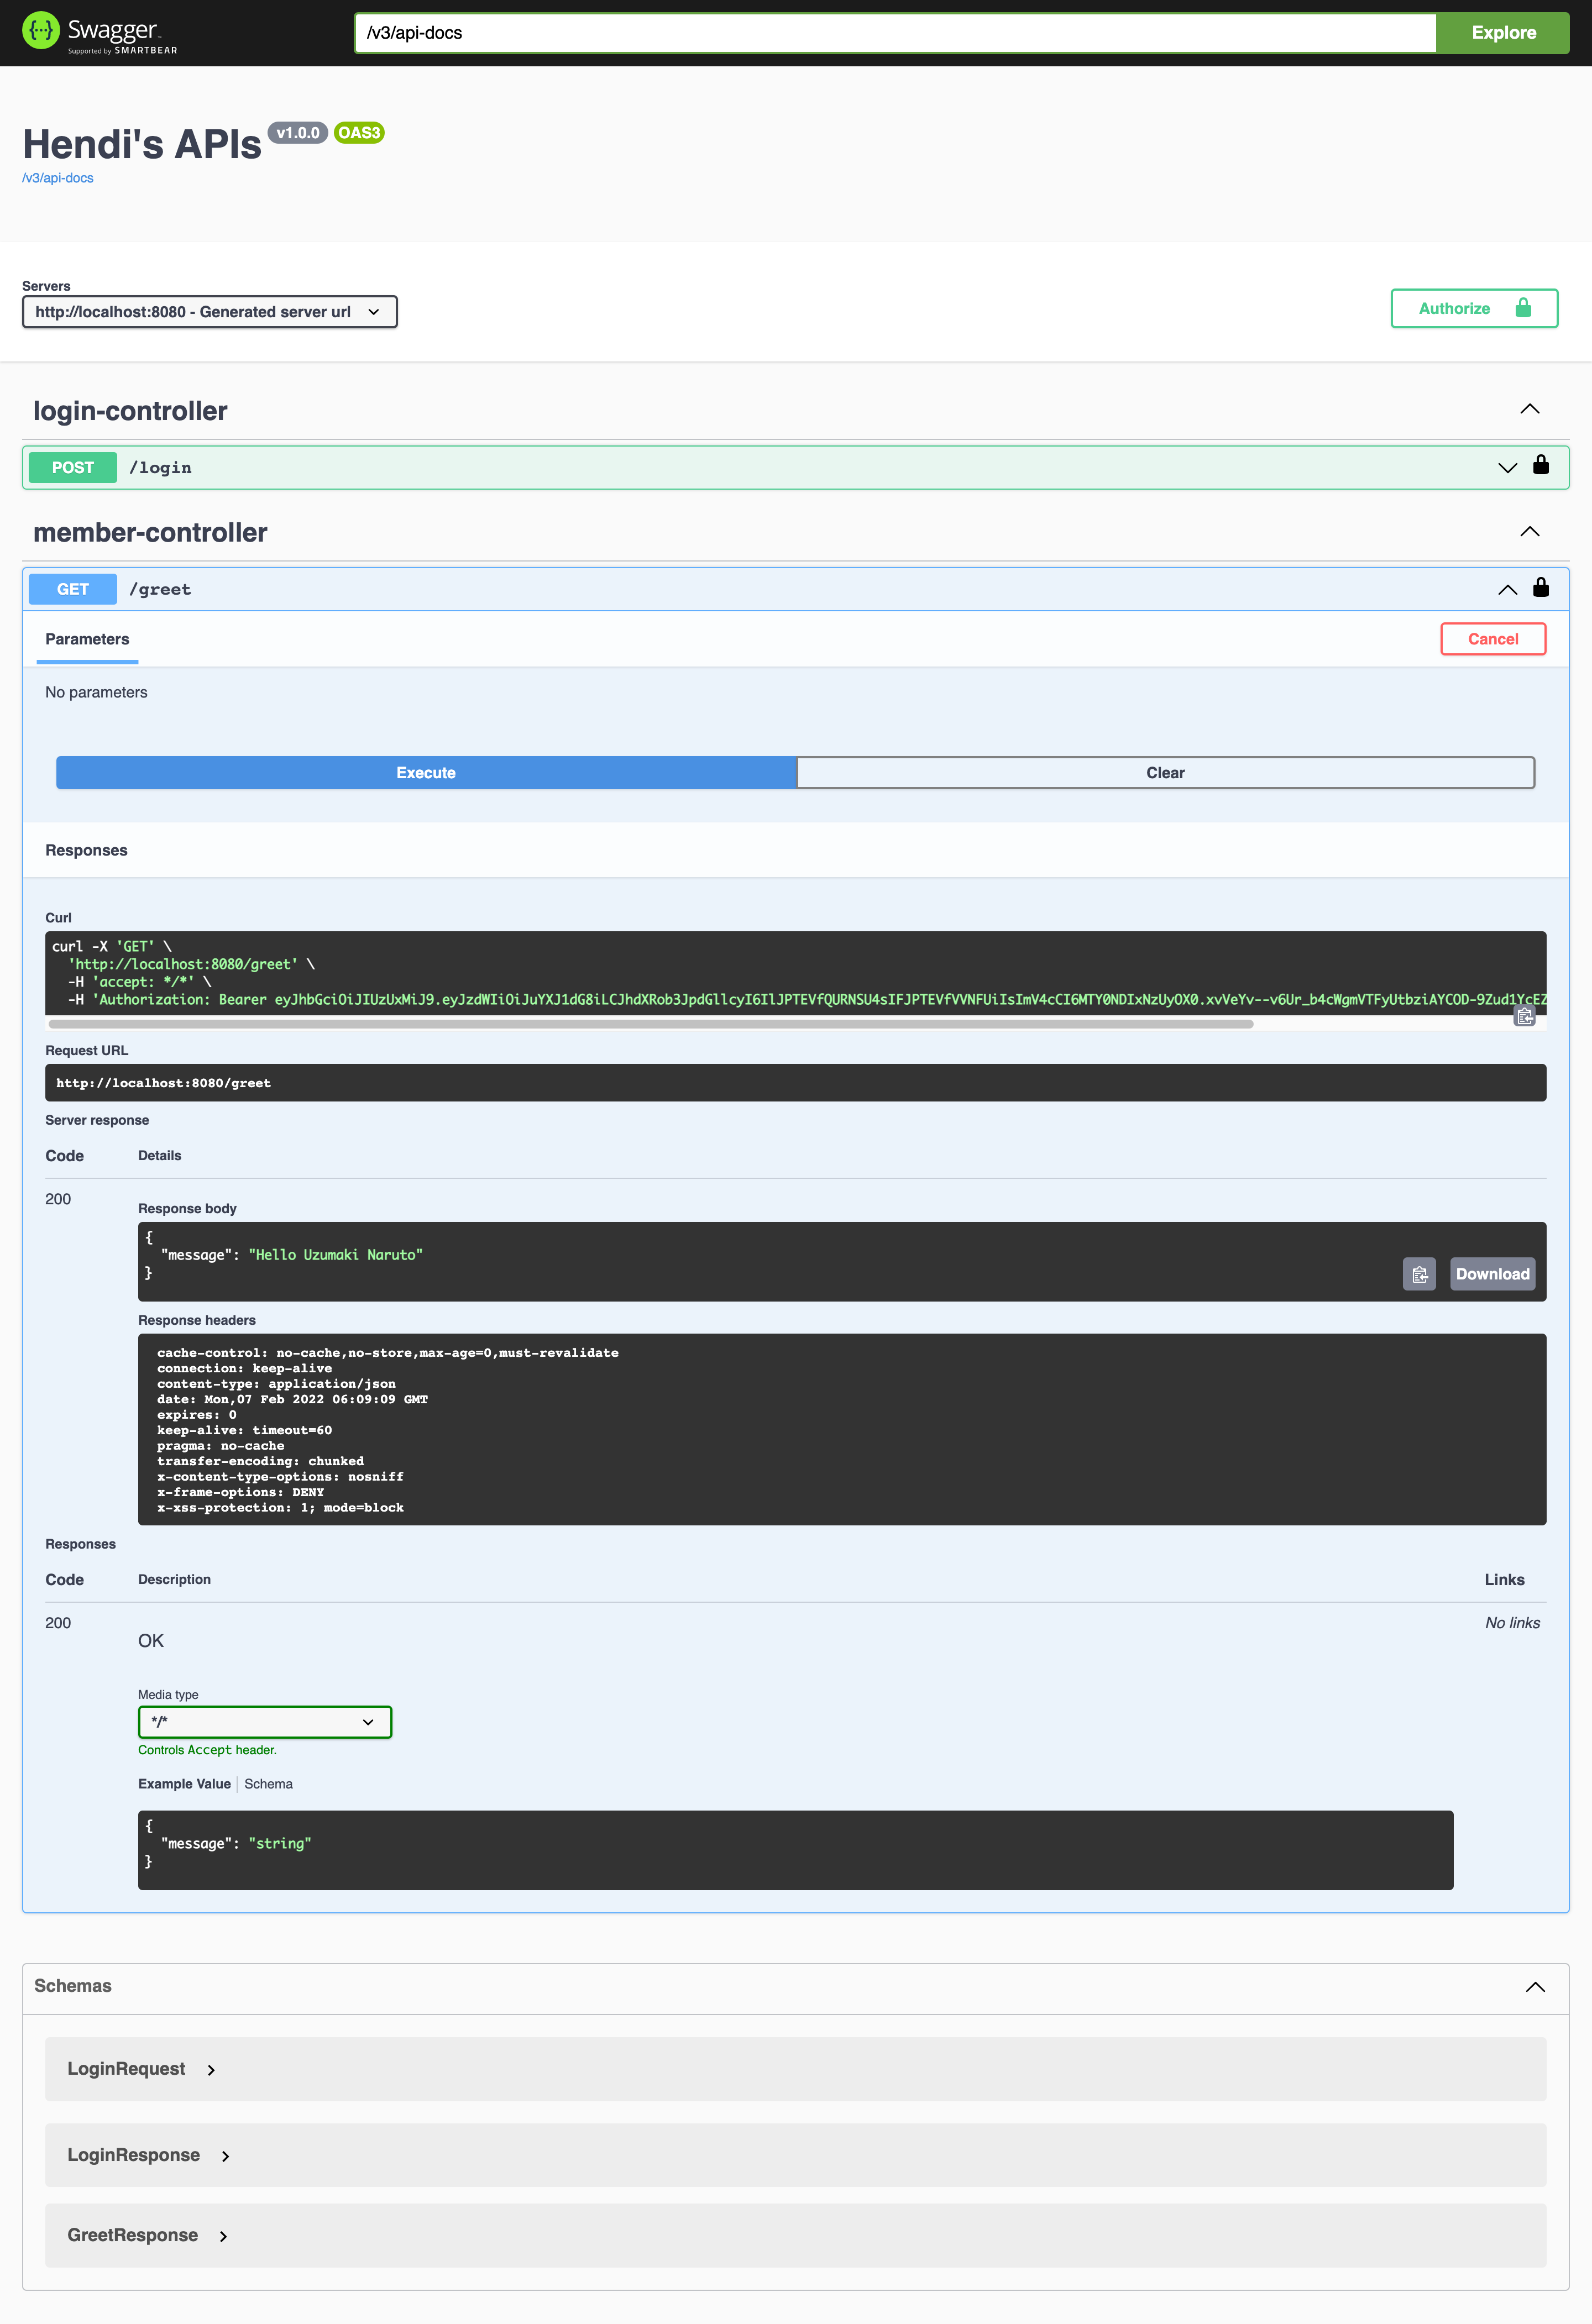 Swagger
Supported by SMARTBEAR
/v3/api-docs
Explore
Hendi's APIs v1.0.0 OAS3
/v3/api-docs
Servers
http://localhost:8080 - Generated server url
Authorize
login-controller
POST /login
member-controller
GET /greet
Parameters
Cancel
No parameters
Execute
Clear
Responses
Curl
curl -X 'GET' \
'http://localhost:8080/greet' \
-H 'accept: */*' \
-H 'Authorization: Bearer eyJhbGciOiJIUzUxMiJ9.eyJzdWIiOiJuYXJ1dG8iLCJhdXRob3JpdGllcyI6IlJPTEVfQURNSU4sIFJPTEVfVVNFUiIsImV4cCI6MTY0NDIxNzUyOX0.xvVeYv--v6Ur_b4cWgmVTFyUtbziAYCOD-9Zud1YcEZ
Request URL
http://localhost:8080/greet
Server response
Code Details
200
Response body
{
"message": "Hello Uzumaki Naruto"
}
Download
Response headers
cache-control: no-cache,no-store,max-age=0,must-revalidate
connection: keep-alive
content-type: application/json
date: Mon,07 Feb 2022 06:09:09 GMT
expires: 0
keep-alive: timeout=60
pragma: no-cache
transfer-encoding: chunked
x-content-type-options: nosniff
x-frame-options: DENY
x-xss-protection: 1; mode=block
Responses
Code Description Links
200
OK
No links
Media type
*/*
Controls Accept header.
Example Value Schema
{
"message": "string"
}
Schemas
LoginRequest
LoginResponse
GreetResponse